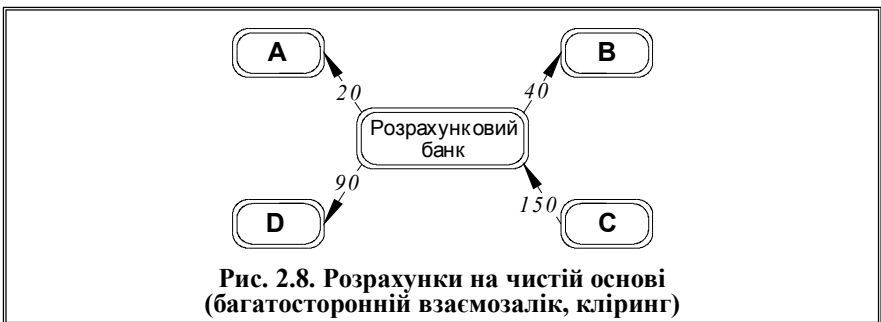 A
B
20
40
Розрахунковий
банк
90
150
D
C
Рис. 2.8. Розрахунки на чистій основі
(багатосторонній взаємозалік, кліринг)